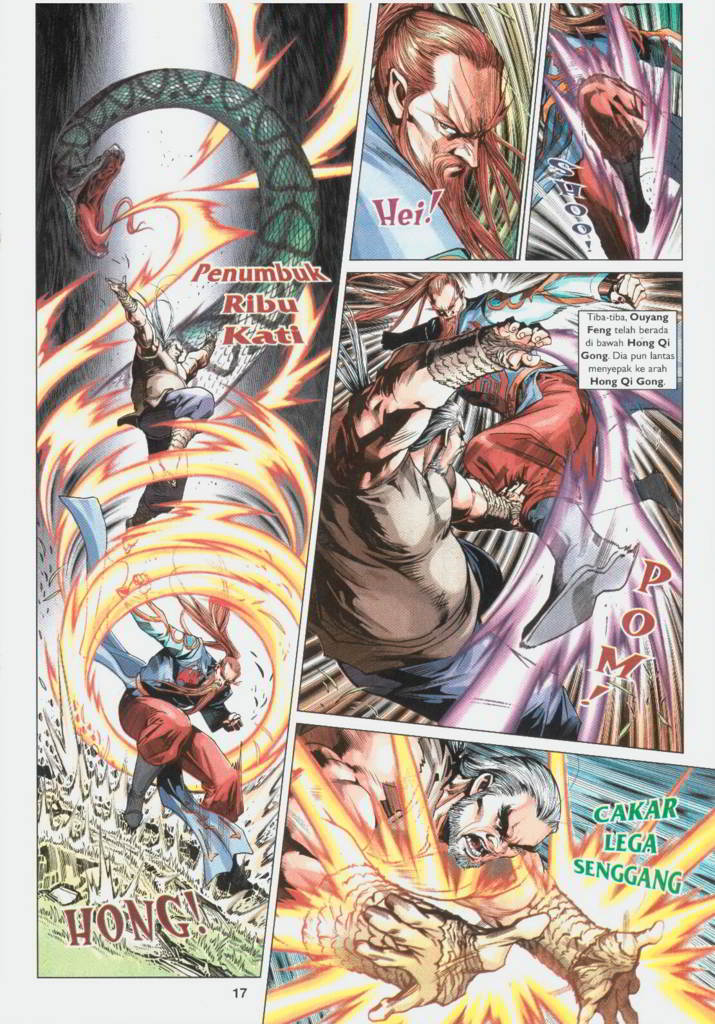 Penumbuk
Ribu
Kati
HONG!
Hei!
SHOO!
Tiba-tiba, Ouyang
Feng telah berada
di bawah Hong Qi
Gong. Dia pun lantas
menyepak ke arah
Hong Qi Gong.
POM!
CAKAR
LEGA
SENGGANG
17